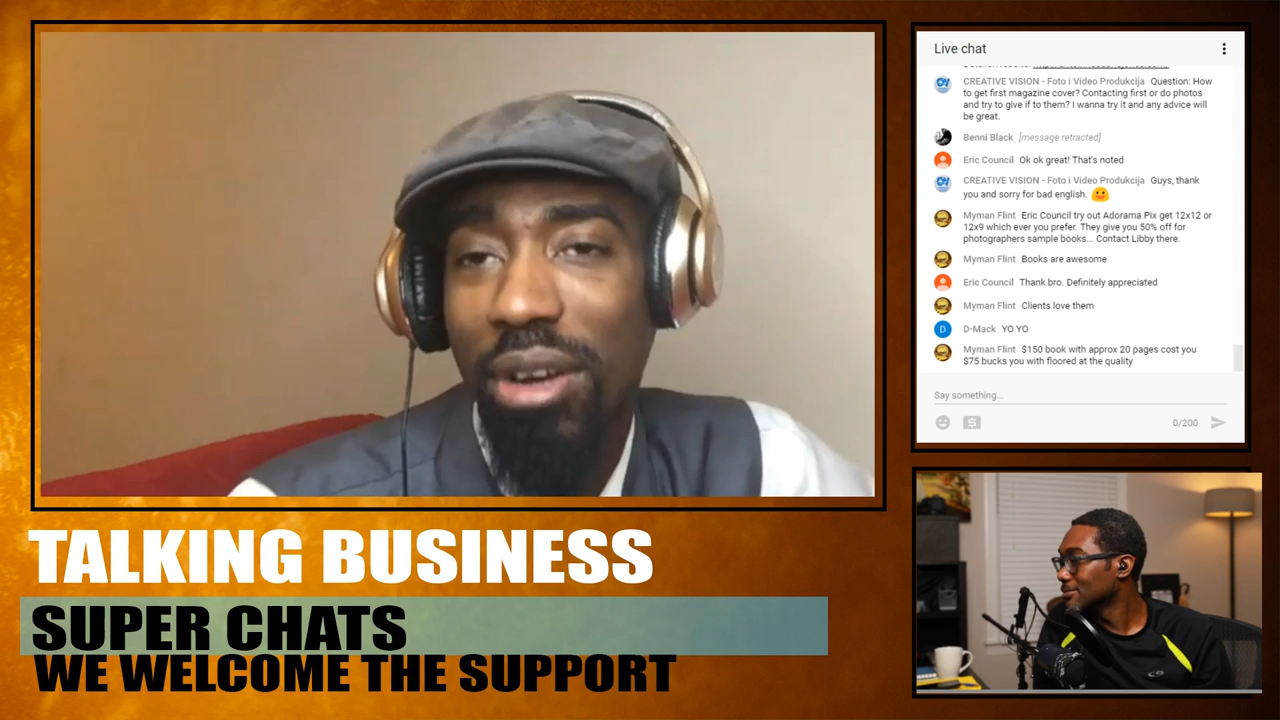 Live chat
CREATIVE VISION - Foto i Video Produkcija Question: How
to get first magazine cover? Contacting first or do photos
and try to give if to them? I wanna try it and any advice will
be great.
Benni Black [message retracted]
Eric Council Ok ok great! That's noted
CREATIVE VISION - Foto i Video Produkcija Guys, thank
you and sorry for bad english.
Myman Flint Eric Council try out Adorama Pix get 12x12 or
12x9 which ever you prefer. They give you 50% off for
photographers sample books... Contact Libby there.
Myman Flint Books are awesome
Eric Council Thank bro. Definitely appreciated
Myman Flint Clients love them
D D-Mack YO YO
Myman Flint $150 book with approx 20 pages cost you
$75 bucks you with floored at the quality
Say something...
0/200
TALKING BUSINESS
SUPER CHATS
WE WELCOME THE SUPPORT